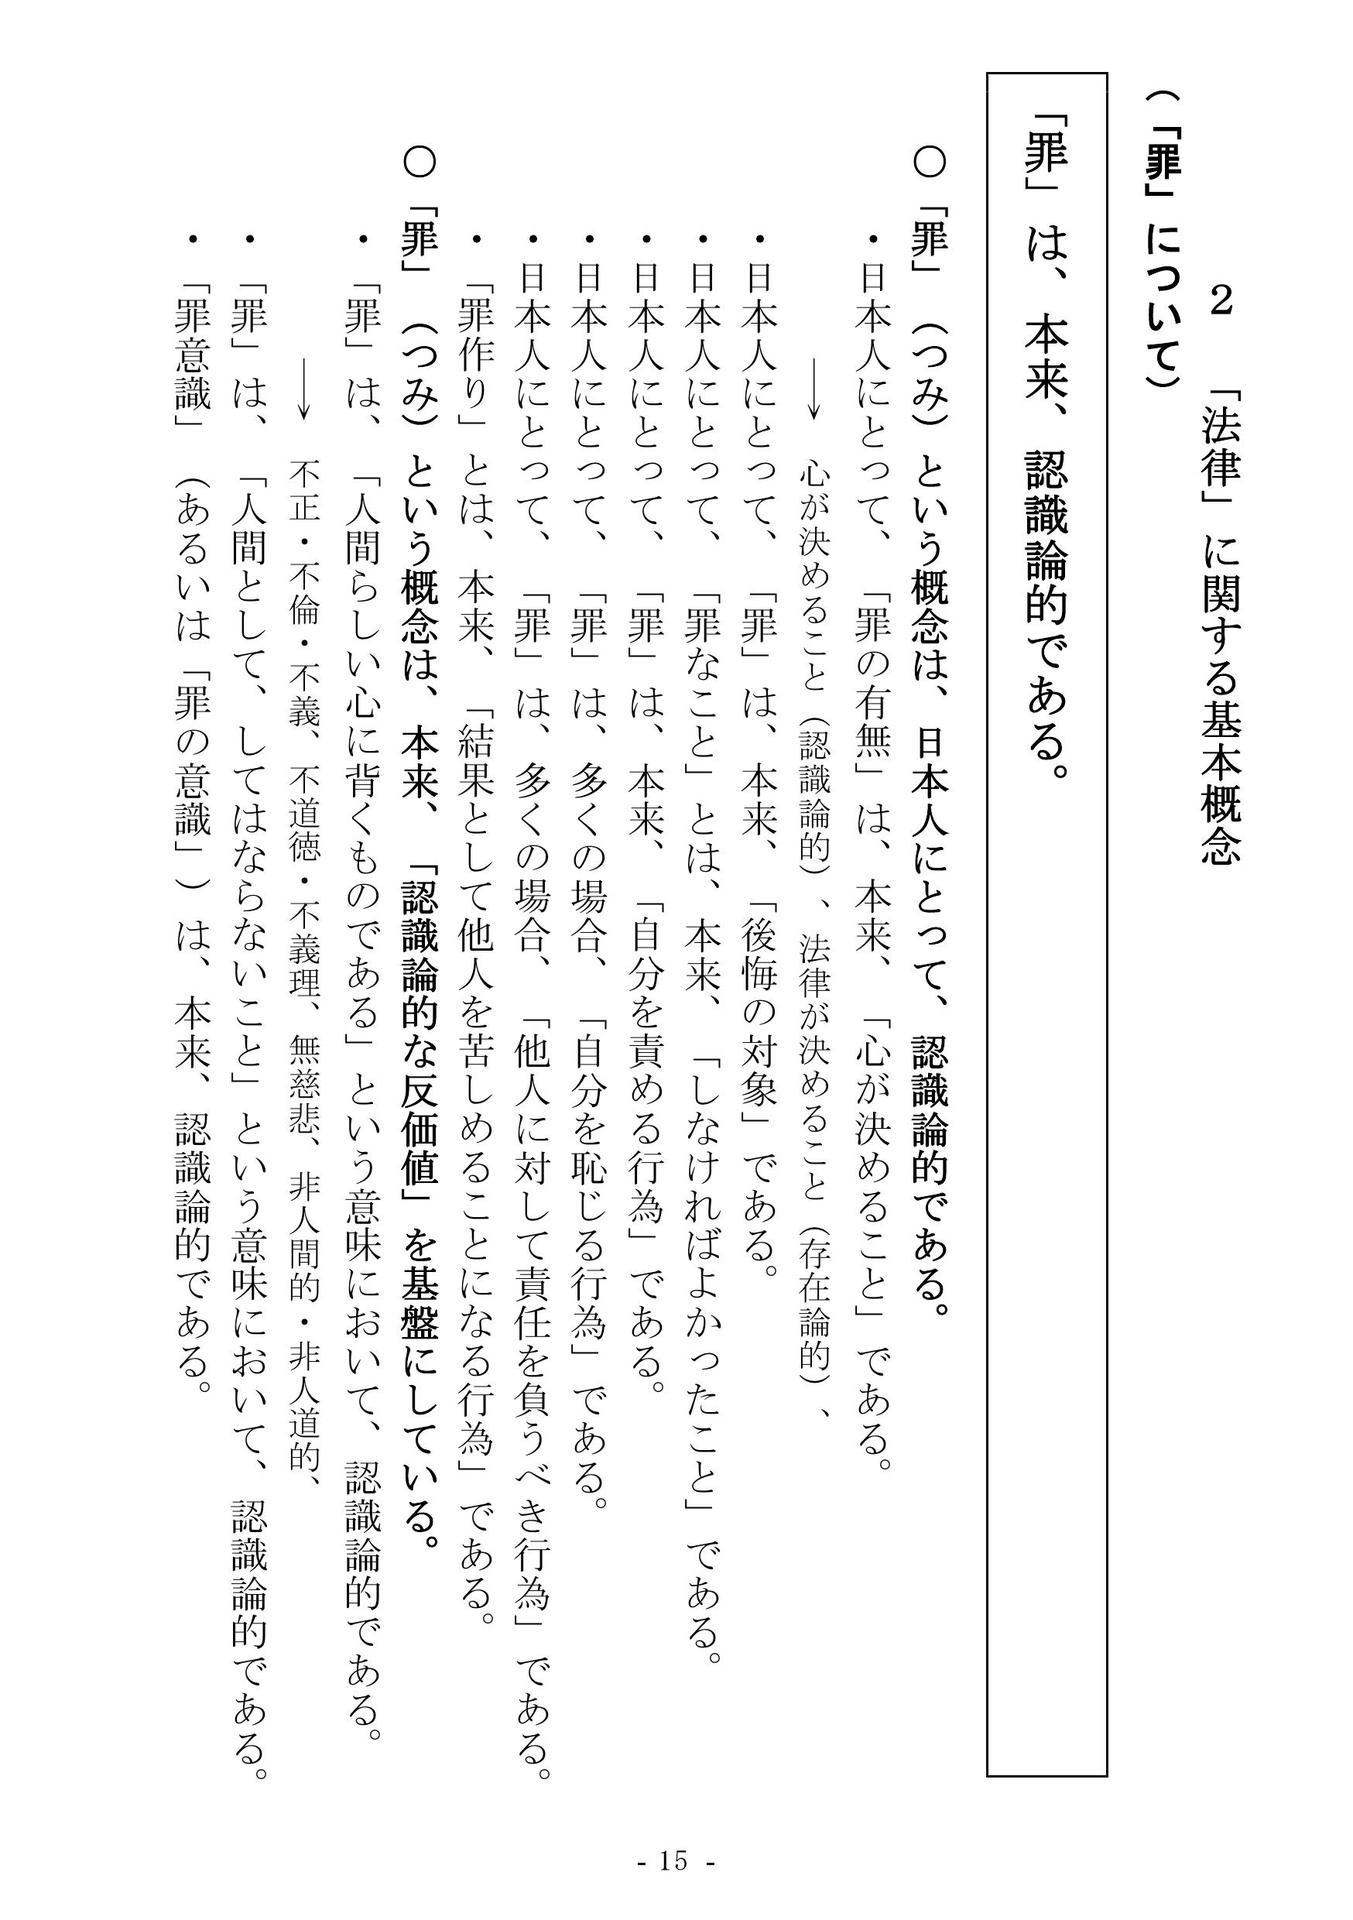 ２　「法律」に関する基本概念
（「罪」について）
「罪」は、本来、認識論的である。
○「罪」（つみ）という概念は、日本人にとって、認識論的である。
・日本人にとって、「罪の有無」は、本来、「心が決めること」である。
→　心が決めること（認識論的）、法律が決めること（存在論的）、
・日本人にとって、「罪」は、本来、「後悔の対象」である。
・日本人にとって、「罪なこと」とは、本来、「しなければよかったこと」である。
・日本人にとって、「罪」は、本来、「自分を責める行為」である。
・日本人にとって、「罪」は、多くの場合、「自分を恥じる行為」である。
・日本人にとって、「罪」は、多くの場合、「他人に対して責任を負うべき行為」である。
・「罪作り」とは、本来、「結果として他人を苦しめることになる行為」である。
○「罪」（つみ）という概念は、本来、「認識論的な反価値」を基盤にしている。
・「罪」は、「人間らしい心に背くものである」という意味において、認識論的である。
→　不正・不倫・不義、不道徳・不義理、無慈悲、非人間的・非人道的、
・「罪」は、「人間として、してはならないこと」という意味において、認識論的である。
・「罪意識」（あるいは「罪の意識」）は、本来、認識論的である。
- 15 -